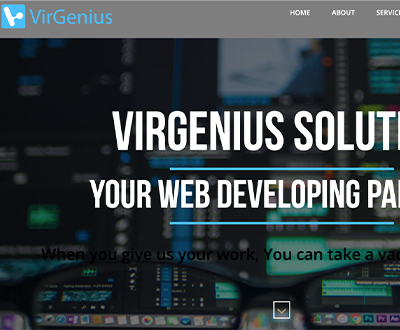 VirGenius
HOME ABOUT SERVIC
VIRGENIUS SOLUT
YOUR WEB DEVELOPING PA
When you give us your work, You can take a va